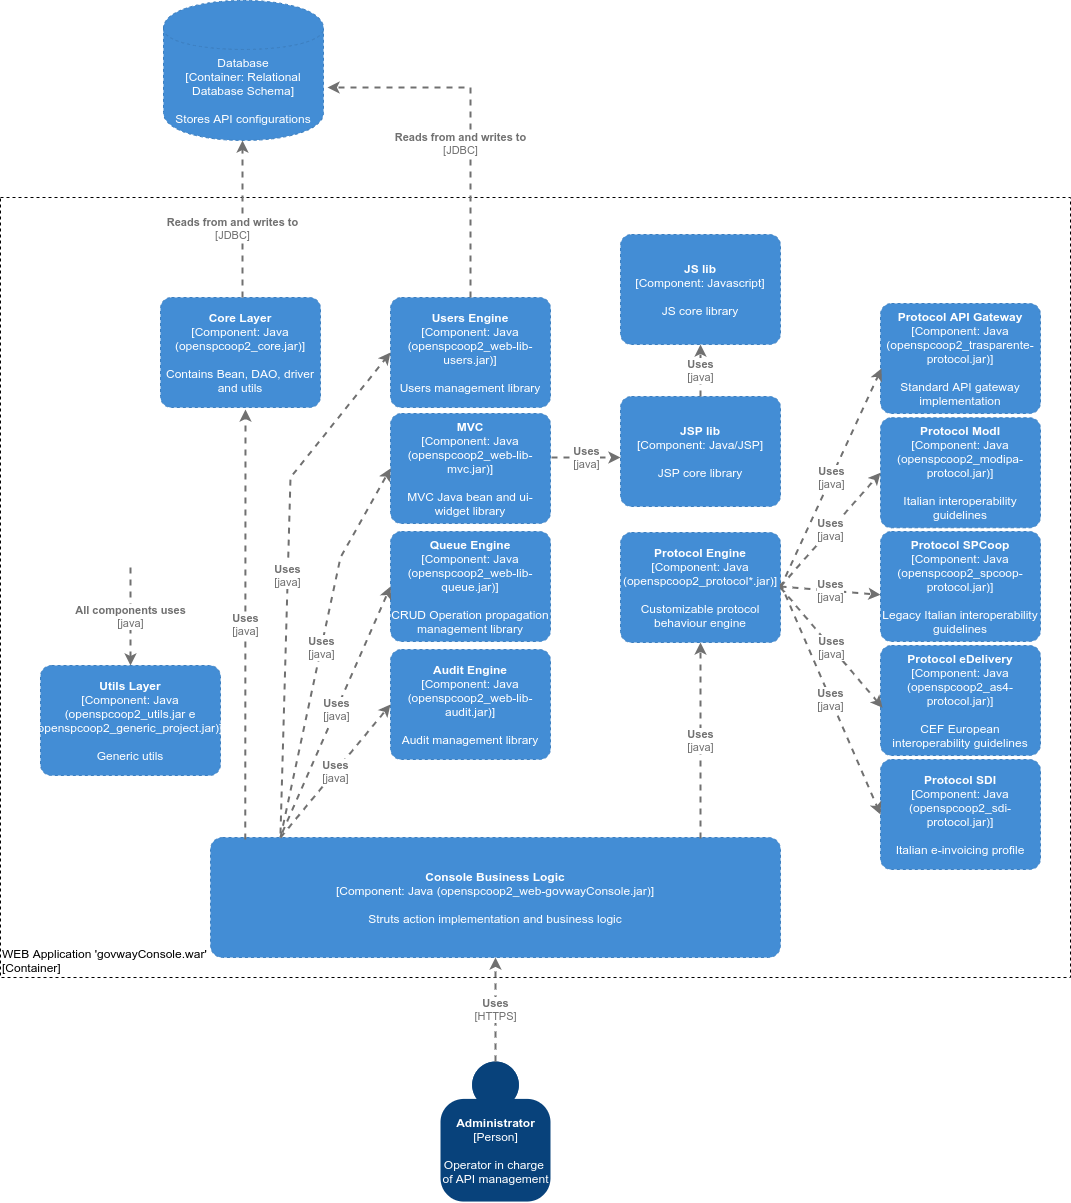 Database
[Container: Relational
Database Schema]
Stores API configurations
Reads from and writes to
[JDBC]
Reads from and writes to
[JDBC]
JS lib
[Component: Javascript]
JS core library
Core Layer
[Component: Java
(openspcoop2_core.jar)]
Contains Bean, DAO, driver
and utils
Users Engine
[Component: Java
(openspcoop2_web-lib-
users.jar)]
Users management library
Uses
[java]
Protocol API Gateway
[Component: Java
(openspcoop2_trasparente-
protocol.jar)]
Standard API gateway
implementation
MVC
[Component: Java
(openspcoop2_web-lib-
mvc.jar)]
MVC Java bean and ui-
widget library
Uses
[java]
JSP lib
[Component: Java/JSP]
JSP core library
Uses
[java]
Protocol ModI
[Component: Java
(openspcoop2_modipa-
protocol.jar)]
Italian interoperability
guidelines
Uses
[java]
Queue Engine
[Component: Java
(openspcoop2_web-lib-
queue.jar)]
CRUD Operation propagation
management library
Protocol Engine
[Component: Java
(openspcoop2_protocol*.jar)]
Customizable protocol
behaviour engine
Uses
[java]
Protocol SPCoop
[Component: Java
(openspcoop2_spcoop-
protocol.jar)]
Legacy Italian interoperability
guidelines
All components uses
[java]
Uses
[java]
Uses
[java]
Uses
[java]
Uses
[java]
Utils Layer
[Component: Java
(openspcoop2_utils.jar e
openspcoop2_generic_project.jar)]
Generic utils
Audit Engine
[Component: Java
(openspcoop2_web-lib-
audit.jar)]
Audit management library
Protocol eDelivery
[Component: Java
(openspcoop2_as4-
protocol.jar)]
CEF European
interoperability guidelines
Uses
[java]
Uses
[java]
Uses
[java]
Uses
[java]
Protocol SDI
[Component: Java
(openspcoop2_sdi-
protocol.jar)]
Italian e-invoicing profile
Console Business Logic
[Component: Java (openspcoop2_web-govwayConsole.jar)]
Struts action implementation and business logic
WEB Application 'govwayConsole.war'
[Container]
Uses
[HTTPS]
Administrator
[Person]
Operator in charge
of API management